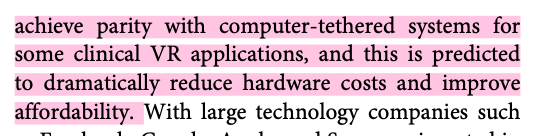 achieve parity with computer-tethered systems for
some clinical VR applications, and this is predicted
to dramatically reduce hardware costs and improve
affordability. With large technology companies such